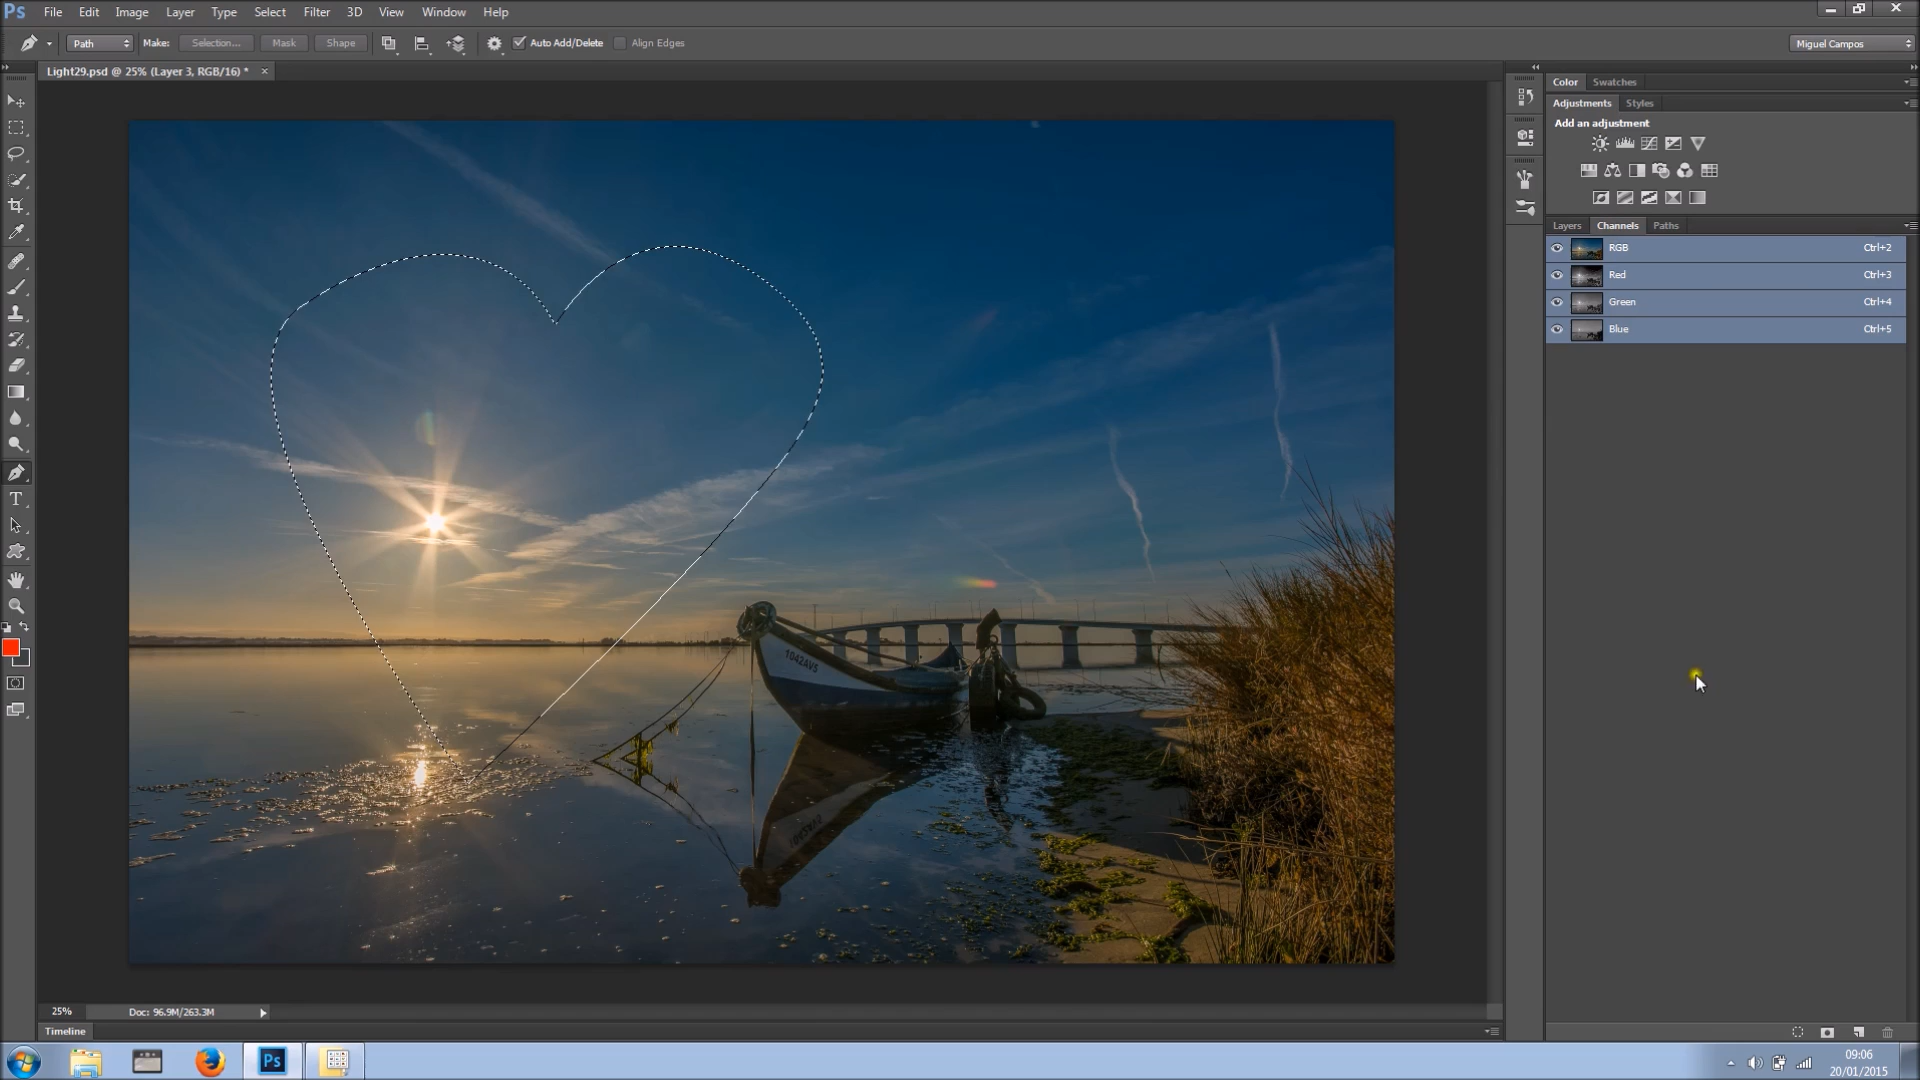 Ps File Edit Image Layer Type Select Filter 3D View Window Help
Path Make: Selection... Mask Shape Auto Add/Delete Align Edges Miguel Campos
Light29.psd @ 25% (Layer 3, RGB/16) * ×
Color Swatches
Adjustments Styles
Add an adjustment
Layers Channels Paths
RGB Ctrl+2
Red Ctrl+3
Green Ctrl+4
Blue Ctrl+5
T
1042AVS
25% Doc: 96.9M/263.3M
Timeline
Ps
09:06
20/01/2015